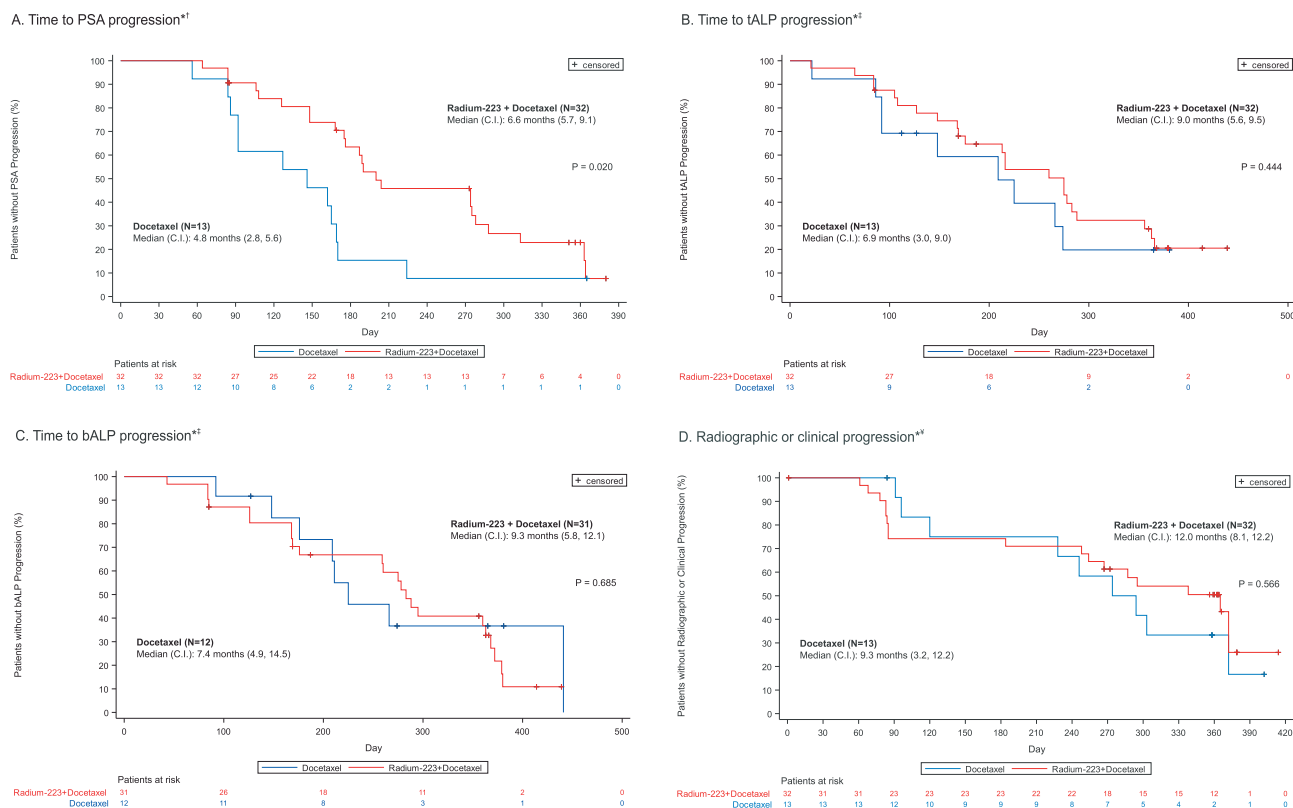 A. Time to PSA progression*†
Patients without PSA Progression (%)
100
90
80
70
60
50
40
30
20
10
0
+ censored
Radium-223 + Docetaxel (N=32)
Median (C.I.): 6.6 months (5.7, 9.1)
P = 0.020
Docetaxel (N=13)
Median (C.I.): 4.8 months (2.8, 5.6)
0 30 60 90 120 150 180 210 240 270 300 330 360 390
Day
Docetaxel Radium-223+Docetaxel
Patients at risk
Radium-223+Docetaxel 32 32 32 27 25 22 18 13 13 13 7 6 4 0
Docetaxel 13 13 12 10 8 6 2 2 1 1 1 1 1 0
B. Time to tALP progression*‡
Patients without tALP Progression (%)
100
90
80
70
60
50
40
30
20
10
0
+ censored
Radium-223 + Docetaxel (N=32)
Median (C.I.): 9.0 months (5.6, 9.5)
P = 0.444
Docetaxel (N=13)
Median (C.I.): 6.9 months (3.0, 9.0)
0 100 200 300 400 500
Day
Docetaxel Radium-223+Docetaxel
Patients at risk
Radium-223+Docetaxel 32 27 18 9 2 0
Docetaxel 13 9 6 2 0
C. Time to bALP progression*‡
Patients without bALP Progression (%)
100
90
80
70
60
50
40
30
20
10
0
+ censored
Radium-223 + Docetaxel (N=31)
Median (C.I.): 9.3 months (5.8, 12.1)
P = 0.685
Docetaxel (N=12)
Median (C.I.): 7.4 months (4.9, 14.5)
0 100 200 300 400 500
Day
Docetaxel Radium-223+Docetaxel
Patients at risk
Radium-223+Docetaxel 31 26 18 11 2 0
Docetaxel 12 11 8 3 1 0
D. Radiographic or clinical progression*¥
Patients without Radiographic or Clinical Progression (%)
100
90
80
70
60
50
40
30
20
10
0
+ censored
Radium-223 + Docetaxel (N=32)
Median (C.I.): 12.0 months (8.1, 12.2)
P = 0.566
Docetaxel (N=13)
Median (C.I.): 9.3 months (3.2, 12.2)
0 30 60 90 120 150 180 210 240 270 300 330 360 390 420
Day
Docetaxel Radium-223+Docetaxel
Patients at risk
Radium-223+Docetaxel 32 31 31 23 23 23 23 22 22 18 15 15 12 1 0
Docetaxel 13 13 13 12 10 9 9 9 8 7 5 4 2 1 0